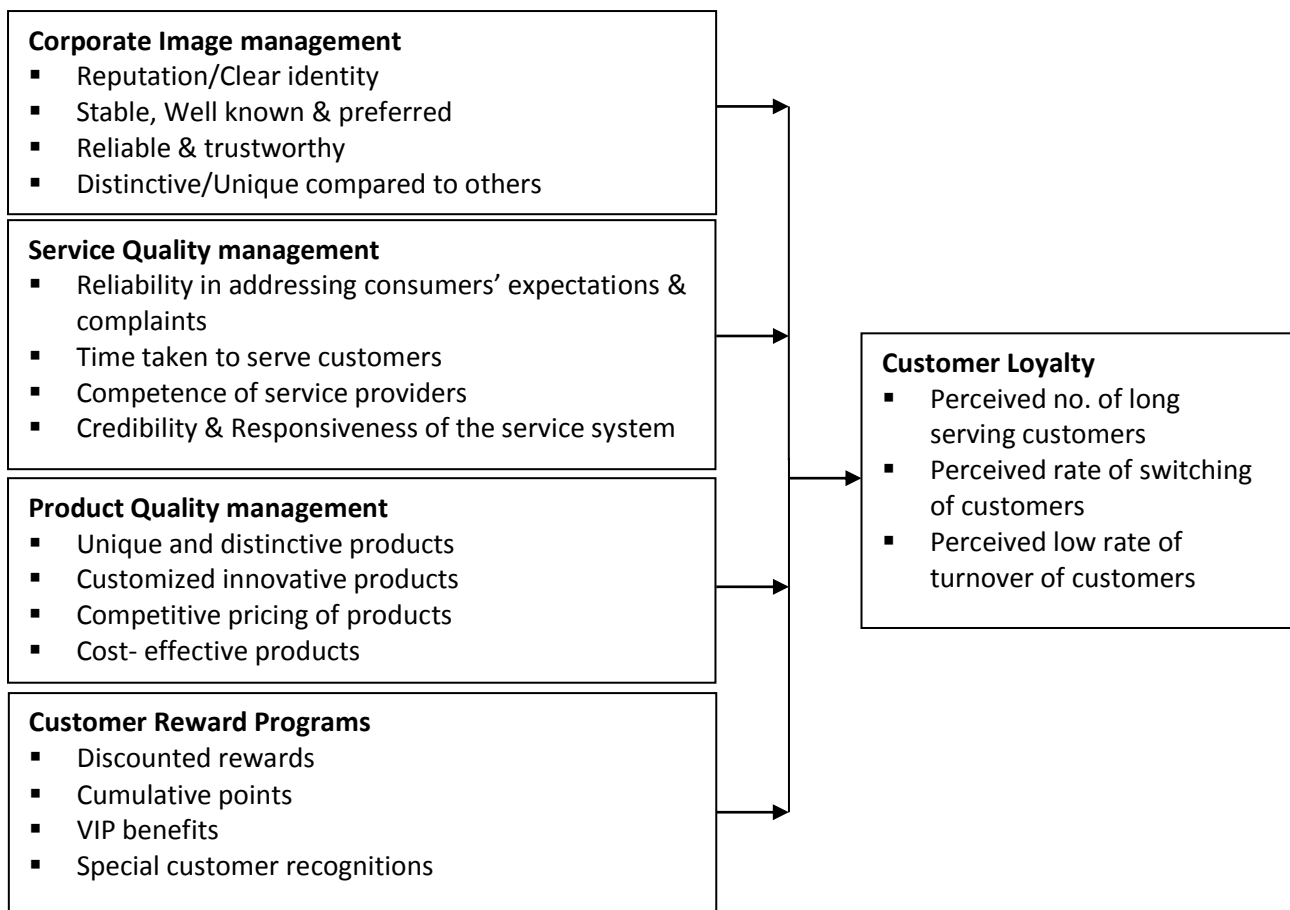 Corporate Image management
▪ Reputation/Clear identity
▪ Stable, Well known & preferred
▪ Reliable & trustworthy
▪ Distinctive/Unique compared to others
Service Quality management
▪ Reliability in addressing consumers’ expectations &
complaints
▪ Time taken to serve customers
▪ Competence of service providers
▪ Credibility & Responsiveness of the service system
Product Quality management
▪ Unique and distinctive products
▪ Customized innovative products
▪ Competitive pricing of products
▪ Cost- effective products
Customer Reward Programs
▪ Discounted rewards
▪ Cumulative points
▪ VIP benefits
▪ Special customer recognitions
Customer Loyalty
▪ Perceived no. of long
serving customers
▪ Perceived rate of switching
of customers
▪ Perceived low rate of
turnover of customers